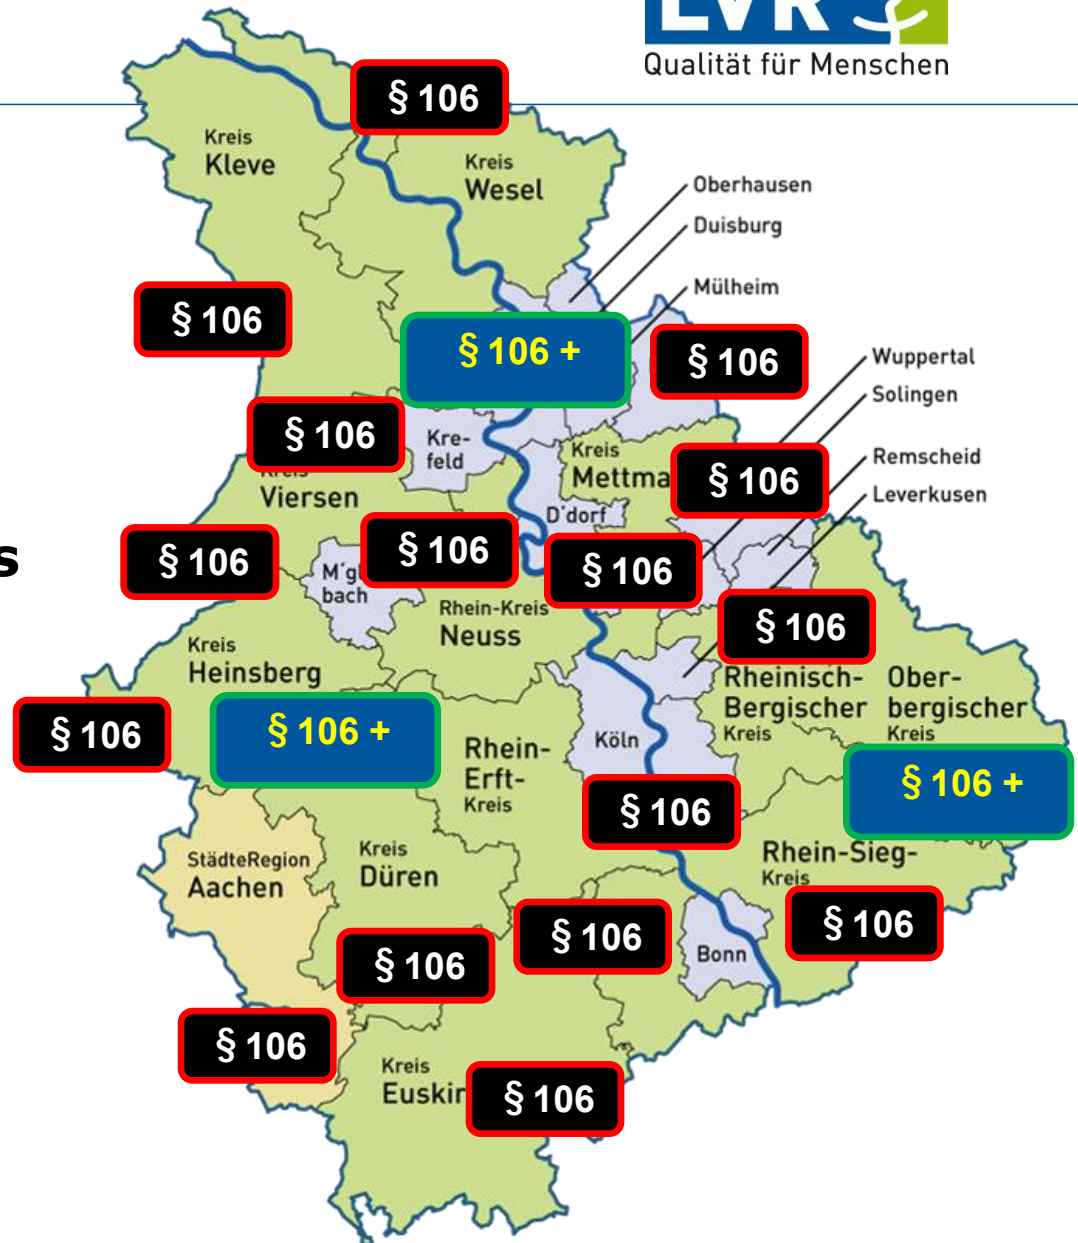 LVR
Qualität für Menschen
§ 106
Kreis
Kleve
Kreis
Wesel
Oberhausen
Duisburg
Mülheim
§ 106
§ 106 +
§ 106
Wuppertal
Solingen
Remscheid
Leverkusen
§ 106
Kre-
feld
Kreis
Viersen
Kreis
Mettma
§ 106
D'dorf
s
§ 106
§ 106
§ 106
M'gl
bach
Rhein-Kreis
Neuss
§ 106
Kreis
Heinsberg
Rheinisch-
Bergischer
Kreis
Ober-
bergischer
Kreis
§ 106
§ 106 +
Rhein-
Erft-
Kreis
Köln
§ 106 +
§ 106
StädteRegion
Aachen
Kreis
Düren
Rhein-Sieg-
Kreis
§ 106
§ 106
Bonn
§ 106
§ 106
Kreis
Euskir
§ 106